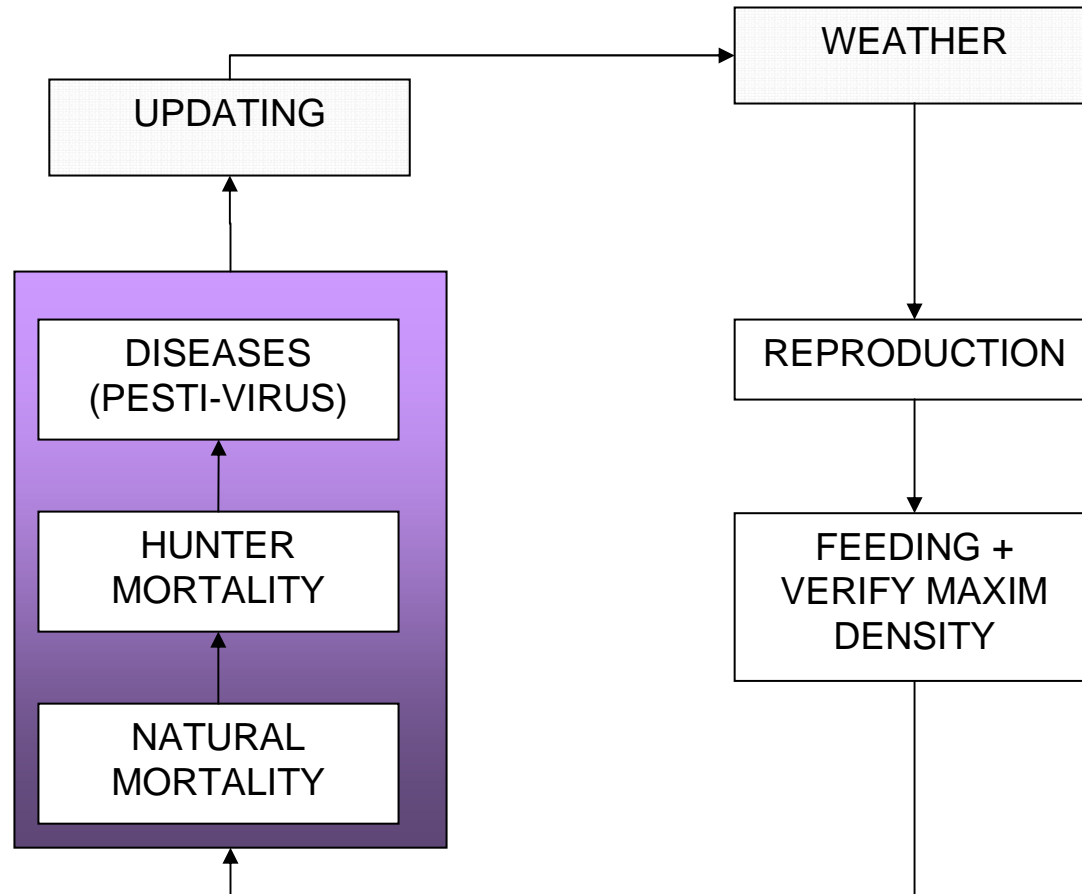 WEATHER
UPDATING
DISEASES
(PESTI-VIRUS)
REPRODUCTION
HUNTER
MORTALITY
FEEDING +
VERIFY MAXIM
DENSITY
NATURAL
MORTALITY